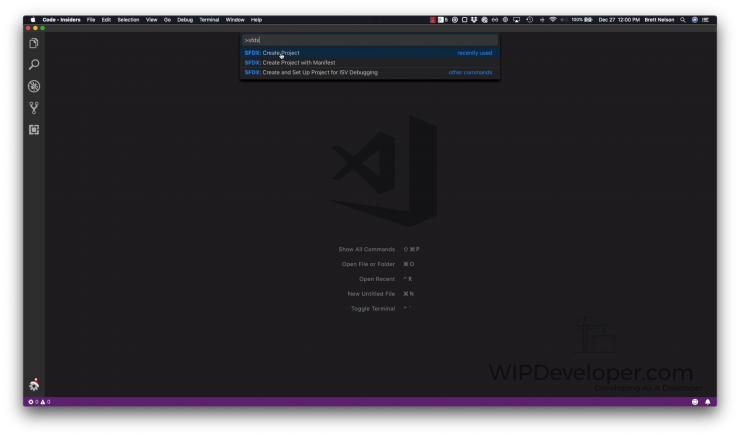 Code - Insiders File Edit Selection View Go Debug Terminal Window Help 100% Dec 27 12:00 PM Brett Nelson
>sfdx
SFDX: Create Project recently used
SFDX: Create Project with Manifest
SFDX: Create and Set Up Project for ISV Debugging other commands
Show All Commands ⇧ ⌘ P
Open File or Folder ⌘ O
Open Recent ^ R
New Untitled File ⌘ N
Toggle Terminal ^ `
WIPDeveloper.com
Developing As A Developer
0 0